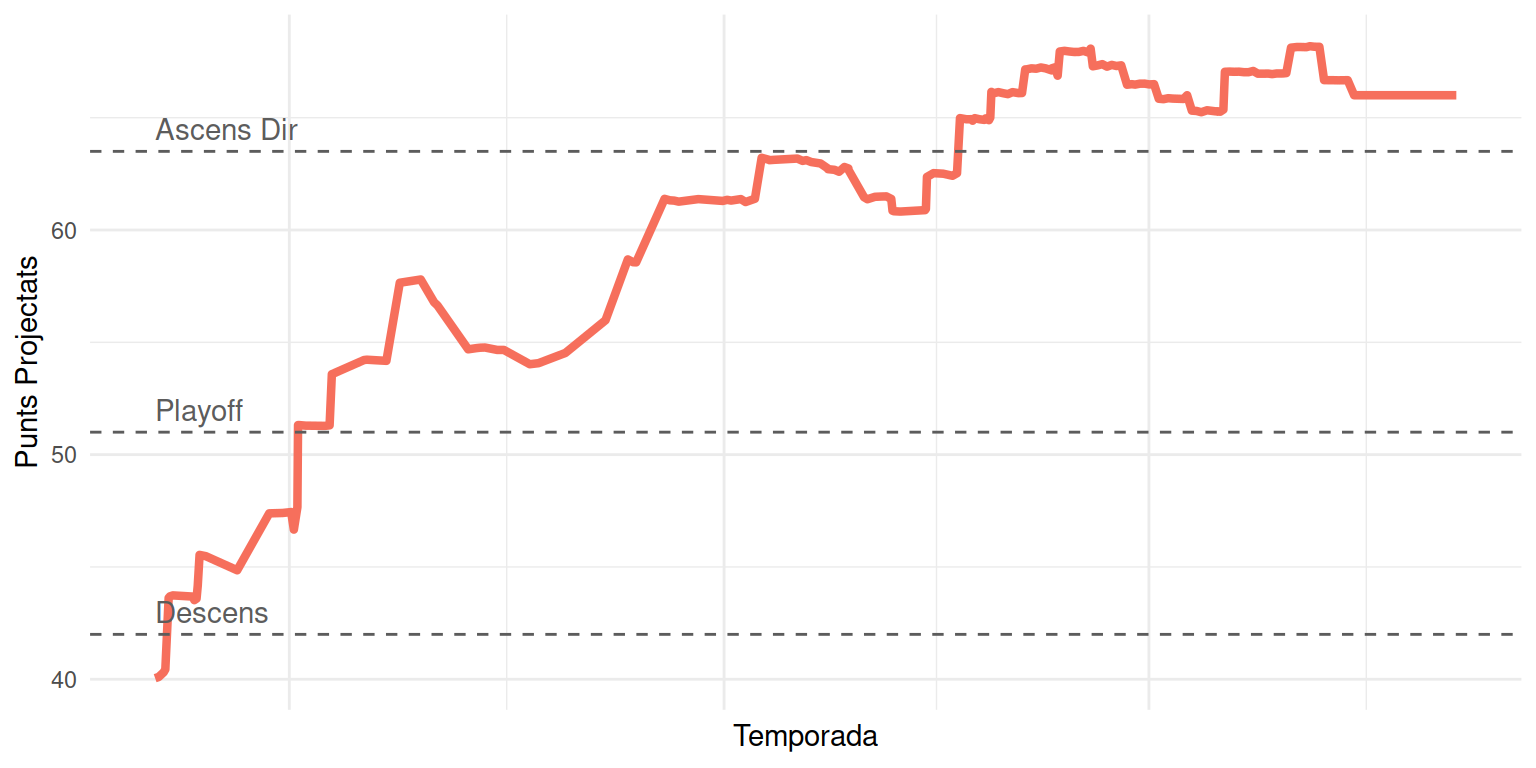 Ascens Dir
60
Playoff
50
Descens
40
Punts Projectats
Temporada